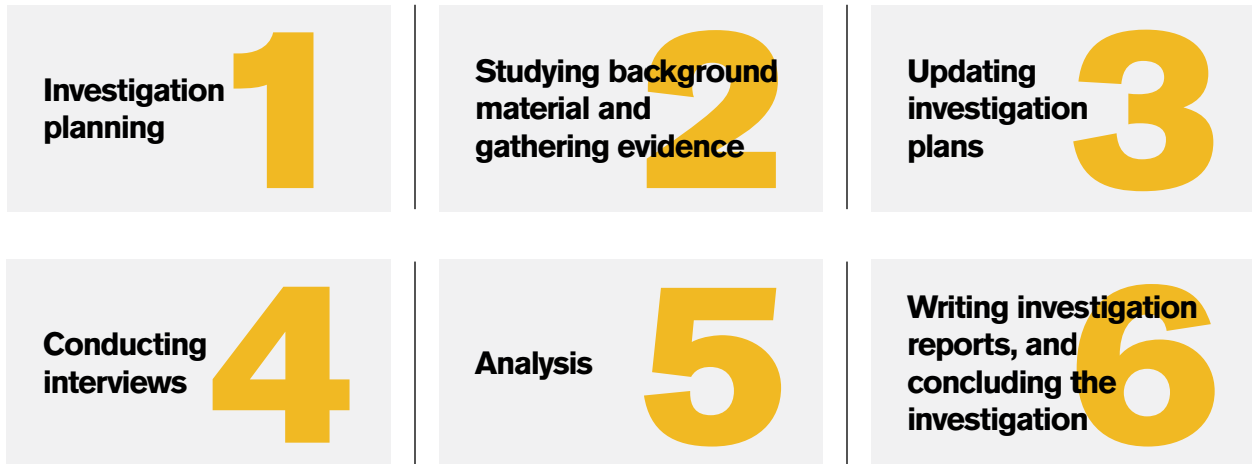 1
Investigation
planning
2
Studying background
material and
gathering evidence
3
Updating
investigation
plans
4
Conducting
interviews
5
Analysis
6
Writing investigation
reports, and
concluding the
investigation